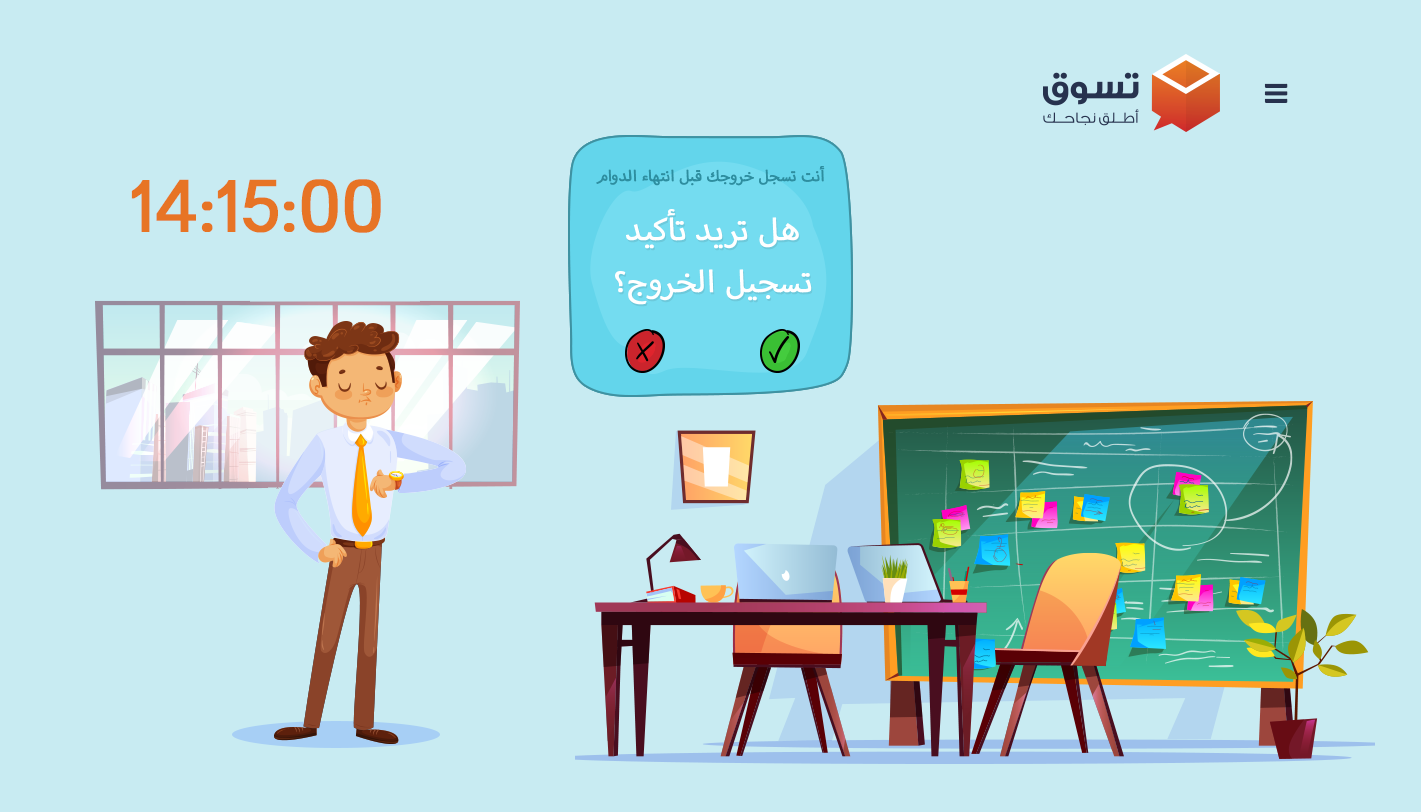 تسوق
أطلق نجاحك
14:15:00
أنت تسجل خروجك قبل انتهاء الدوام
هل تريد تأكيد
تسجيل الخروج؟